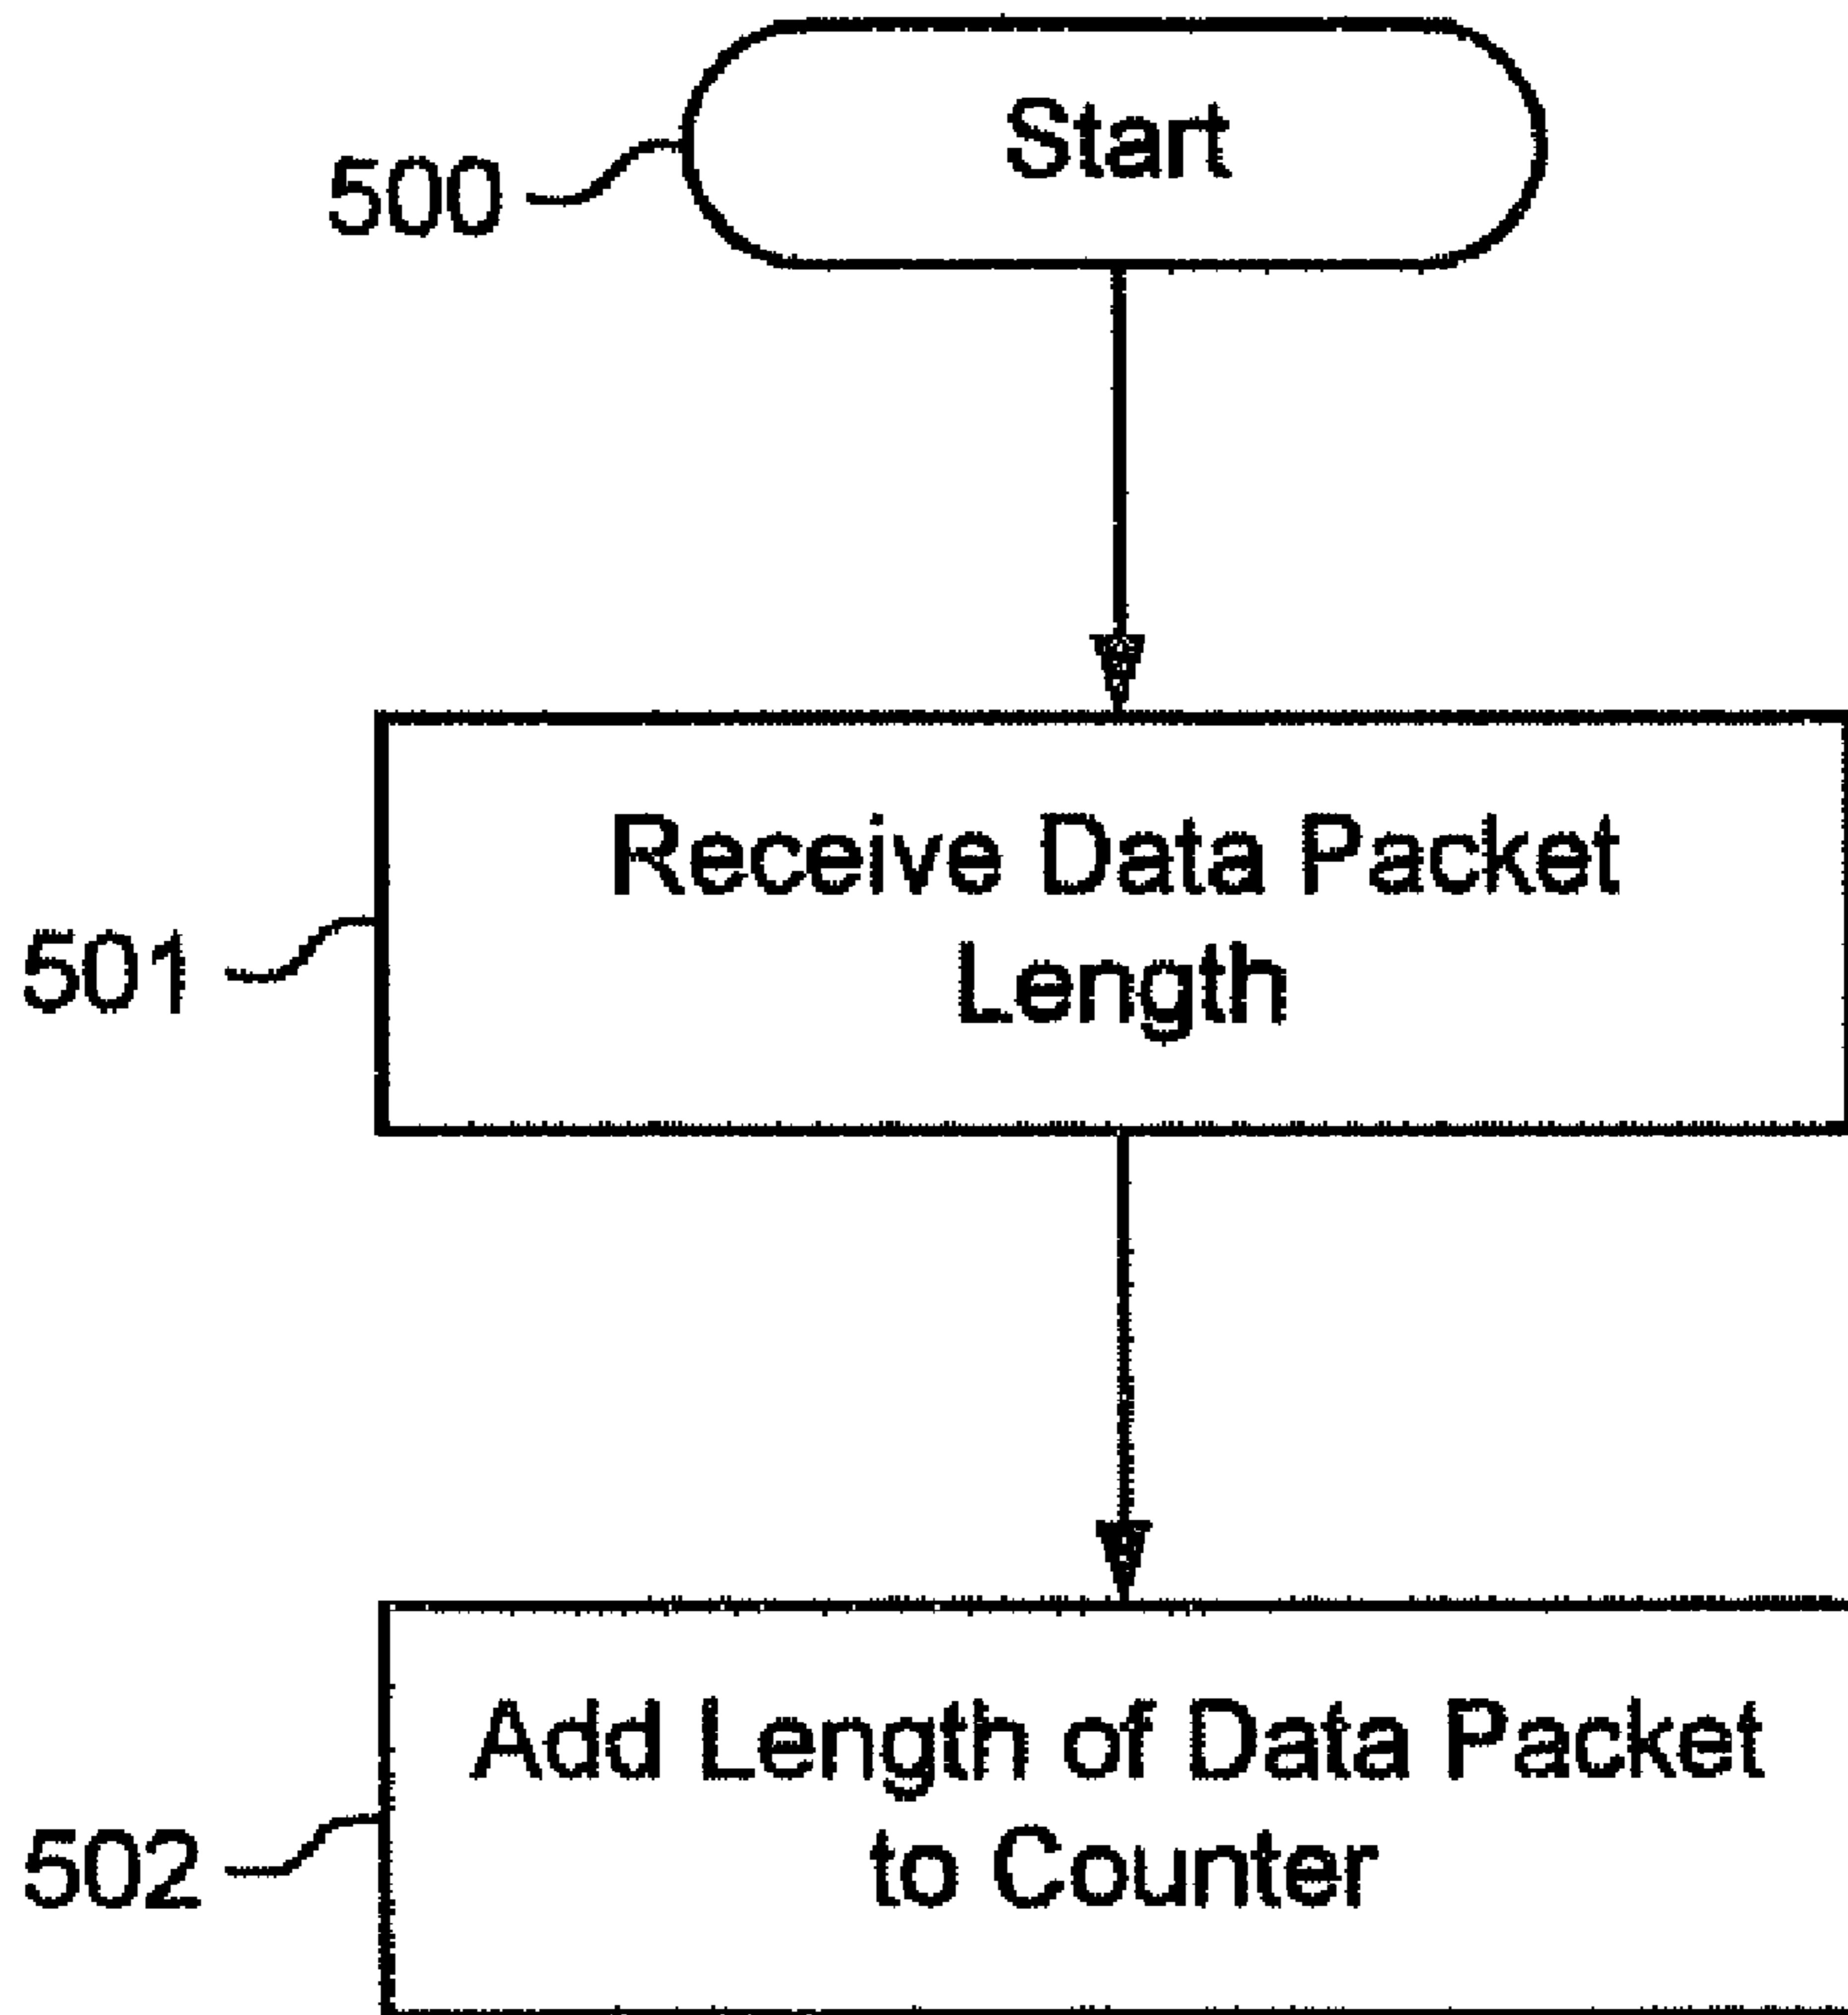 Start
500
Receive Data Packet
Length
501
Add Length of Data Packet
to Counter
502